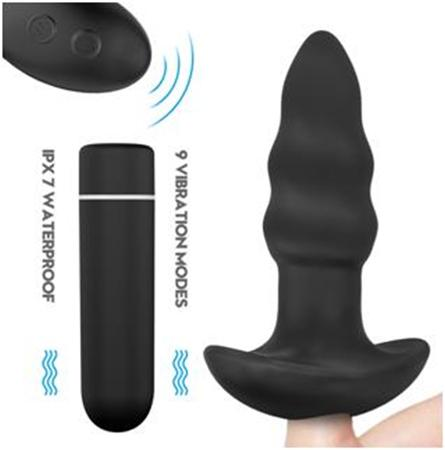 IPX 7 WATERPROOF
9 VIBRATION MODES